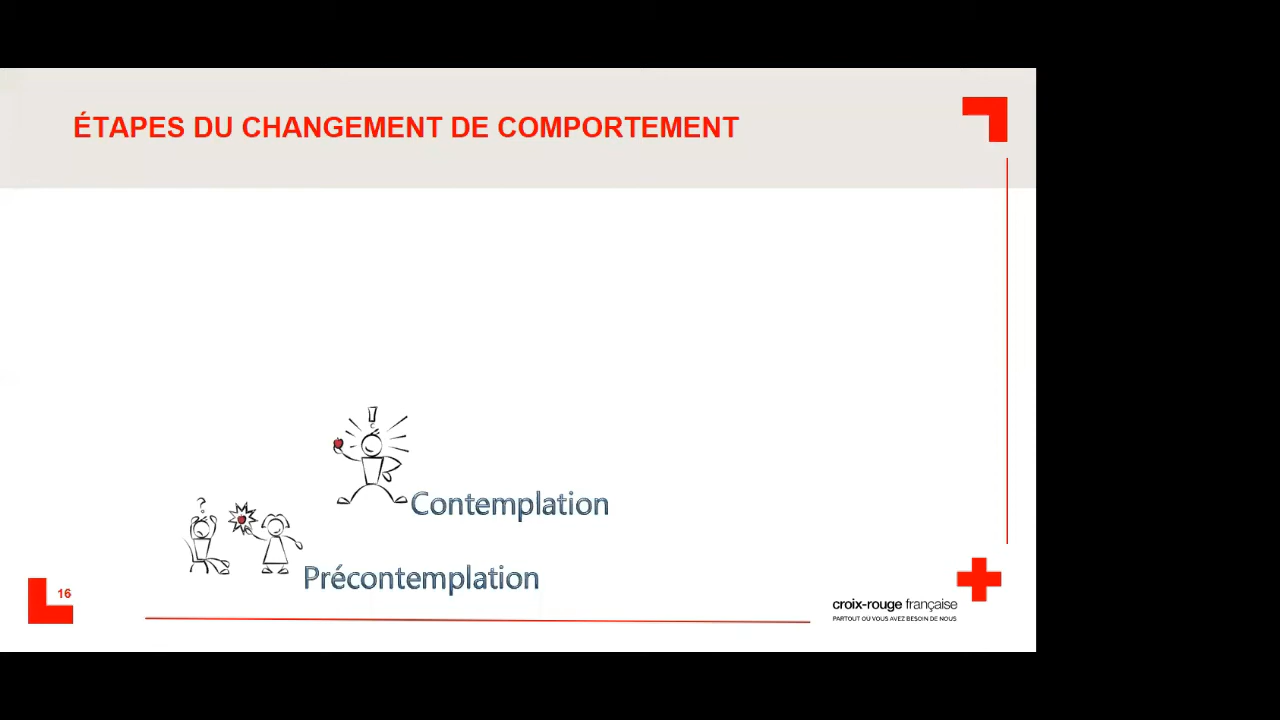 ÉTAPES DU CHANGEMENT DE COMPORTEMENT
!
Contemplation
?
Précontemplation
16
croix-rouge française
PARTOUT OÙ VOUS AVEZ BESOIN DE NOUS